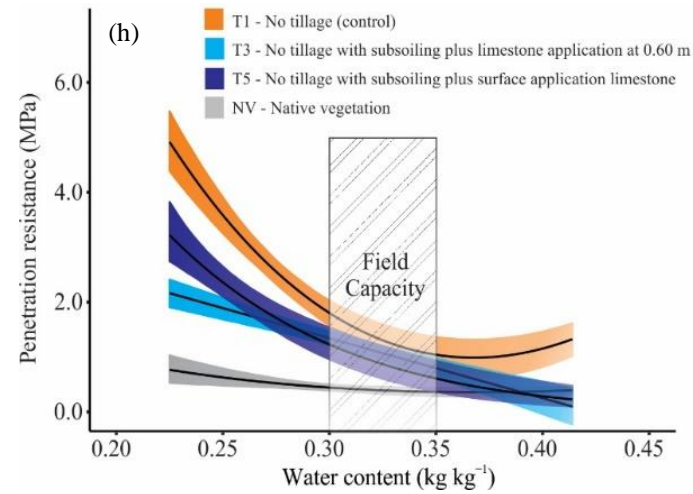 (h)
T1 - No tillage (control)
T3 - No tillage with subsoiling plus limestone application at 0.60 m
T5 - No tillage with subsoiling plus surface application limestone
NV - Native vegetation
Penetration resistance (MPa)
6.0
4.0
2.0
0.0
Field
Capacity
0.20 0.25 0.30 0.35 0.40 0.45
Water content (kg kg⁻¹)